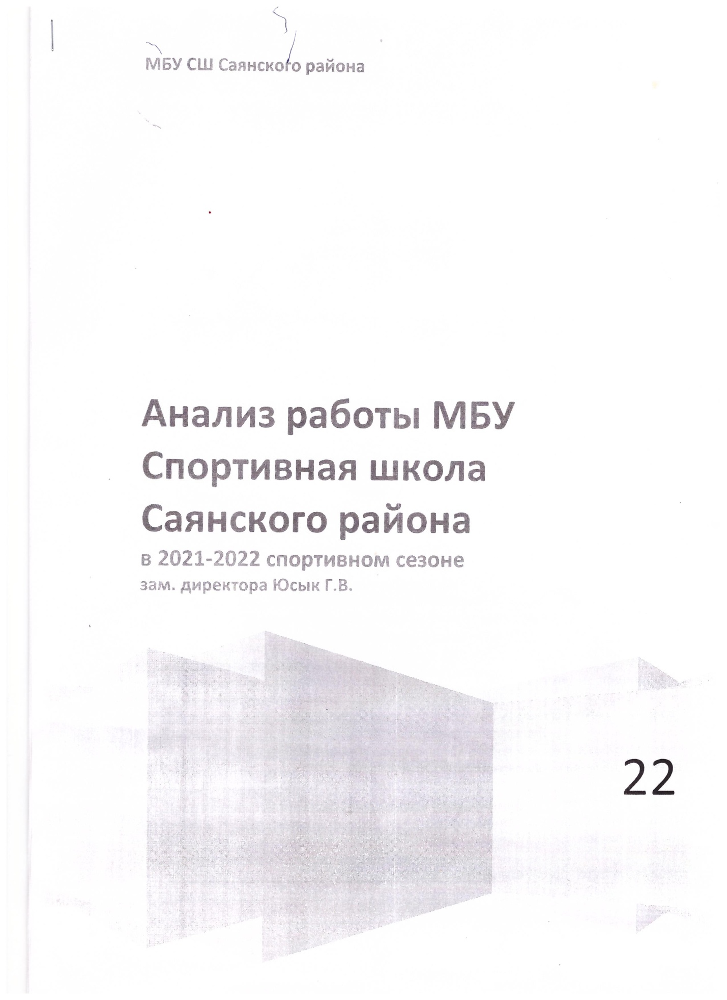 МБУ СШ Саянского района
Анализ работы МБУ
Спортивная школа
Саянского района
в 2021-2022 спортивном сезоне
зам. директора Юсык Г.В.
22